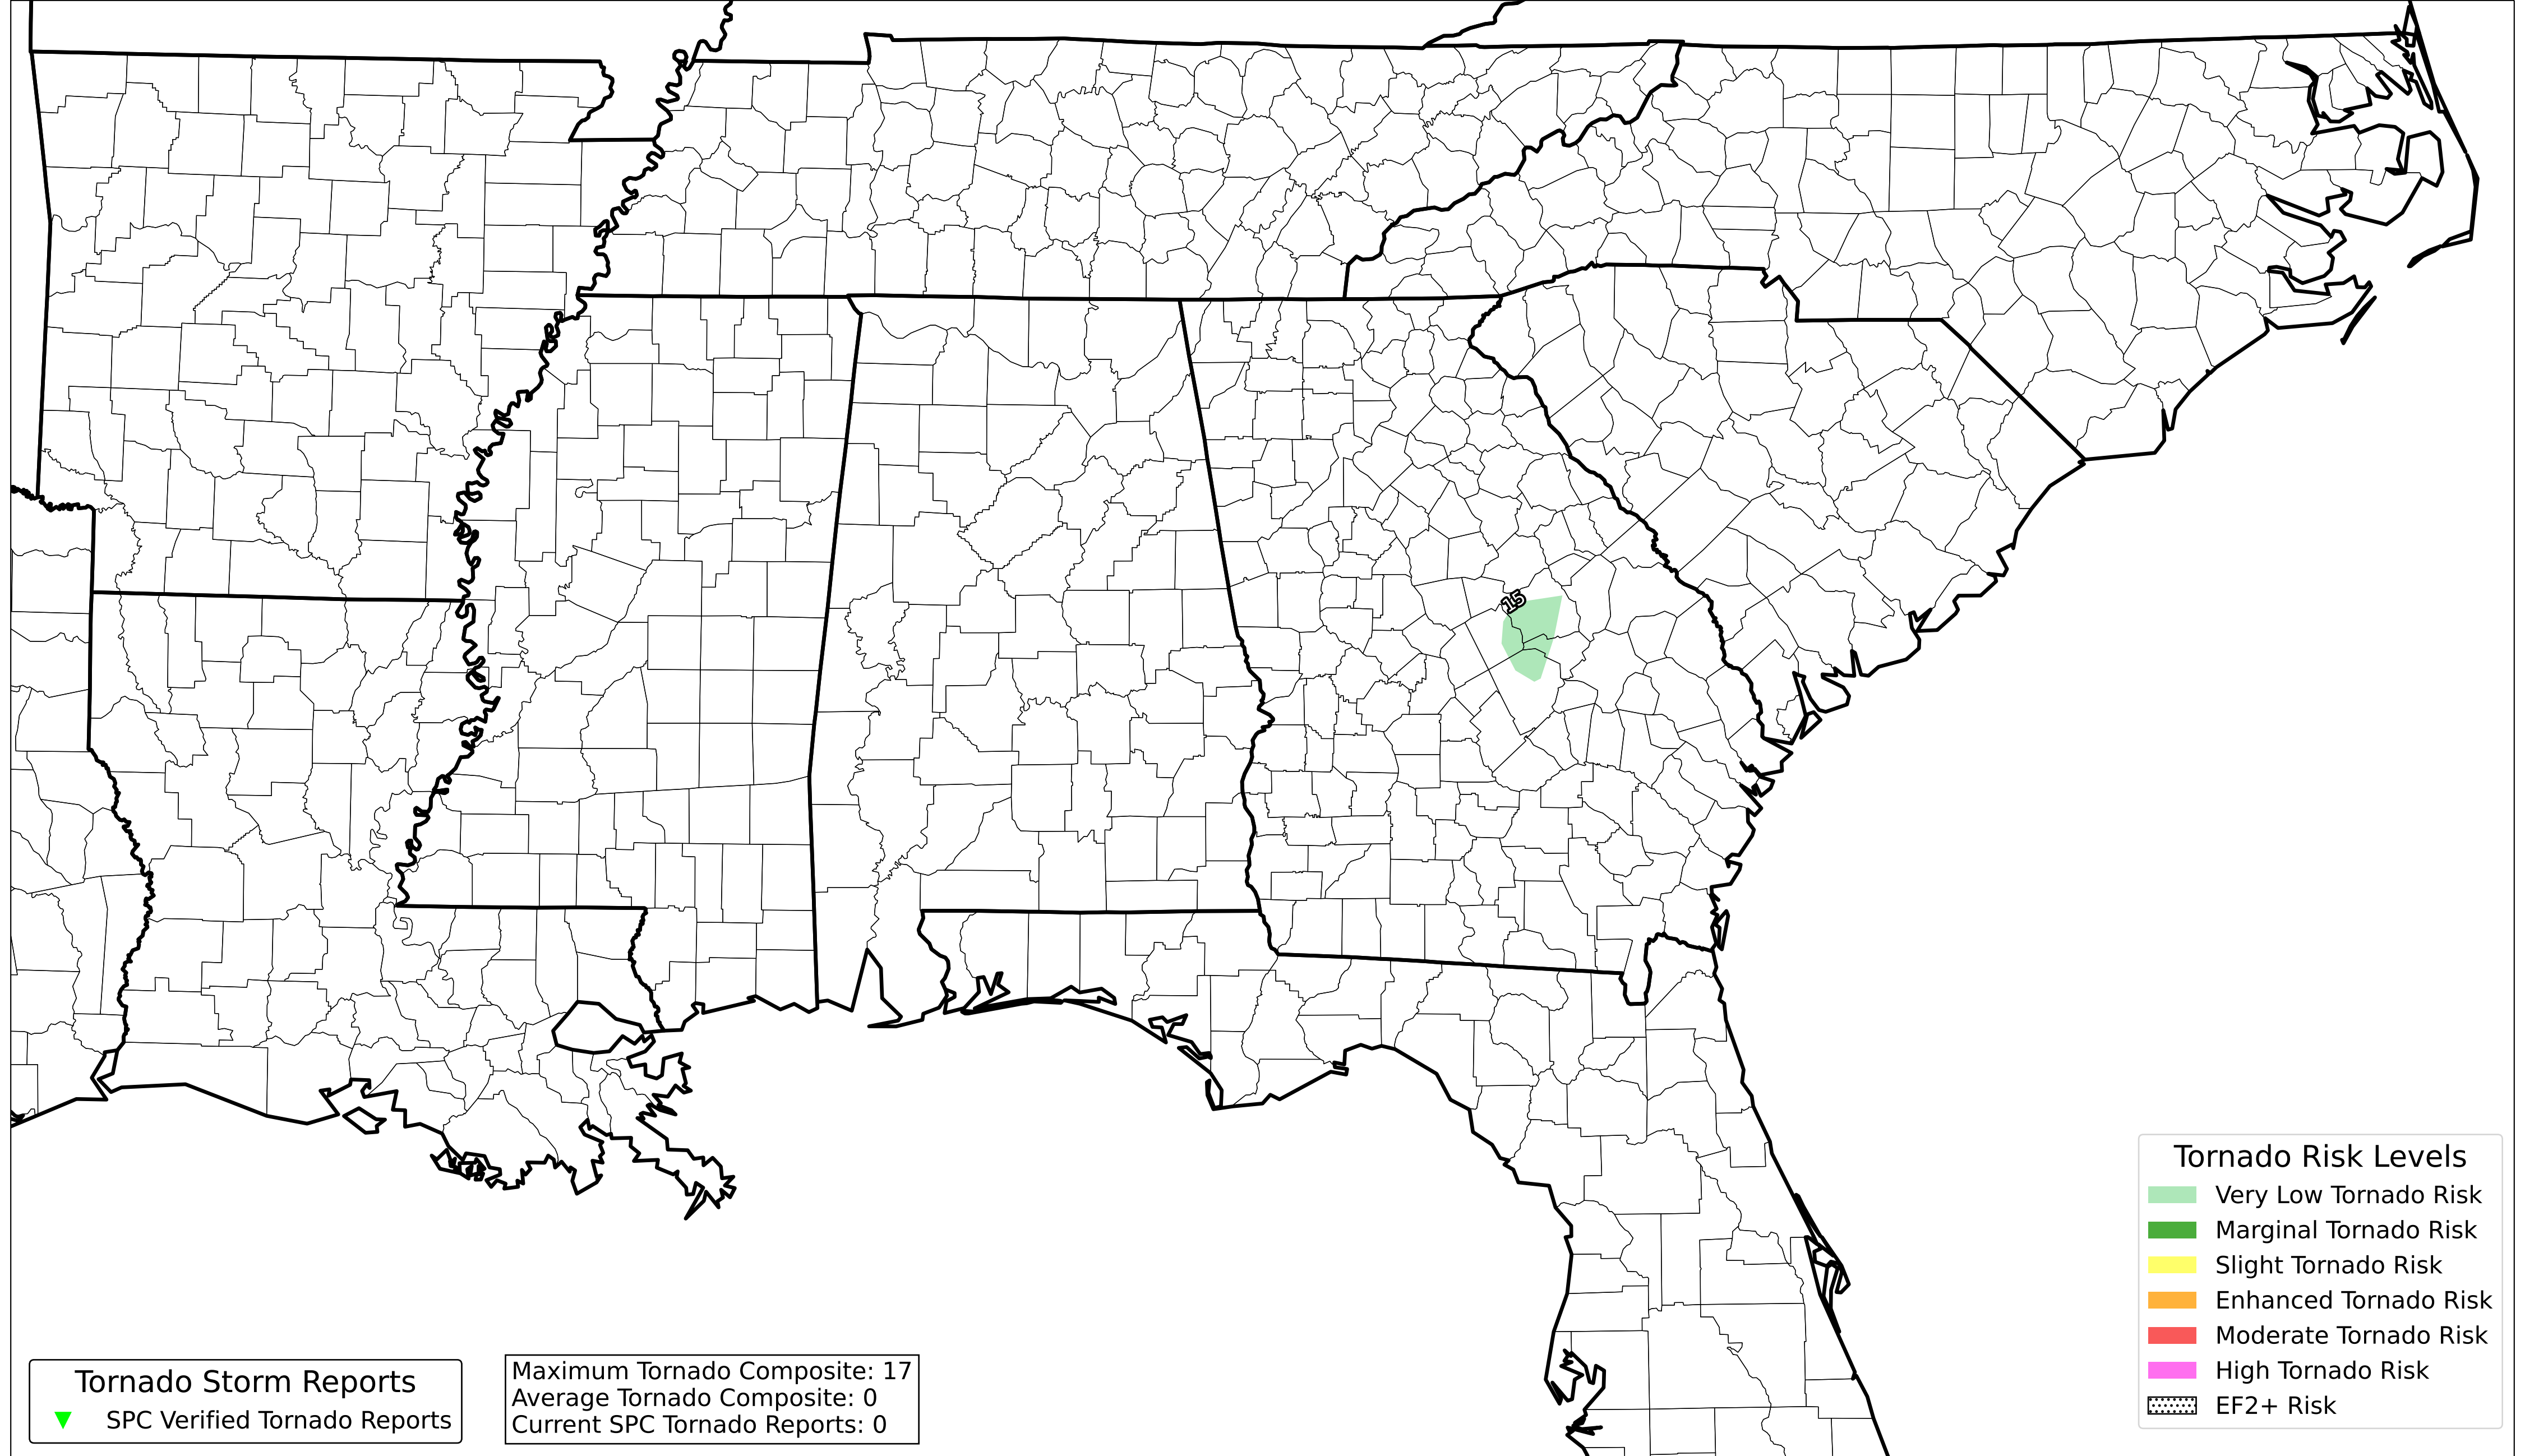 15
Tornado Risk Levels
Very Low Tornado Risk
Marginal Tornado Risk
Slight Tornado Risk
Enhanced Tornado Risk
Moderate Tornado Risk
High Tornado Risk
EF2+ Risk
Tornado Storm Reports
SPC Verified Tornado Reports
Maximum Tornado Composite: 17
Average Tornado Composite: 0
Current SPC Tornado Reports: 0